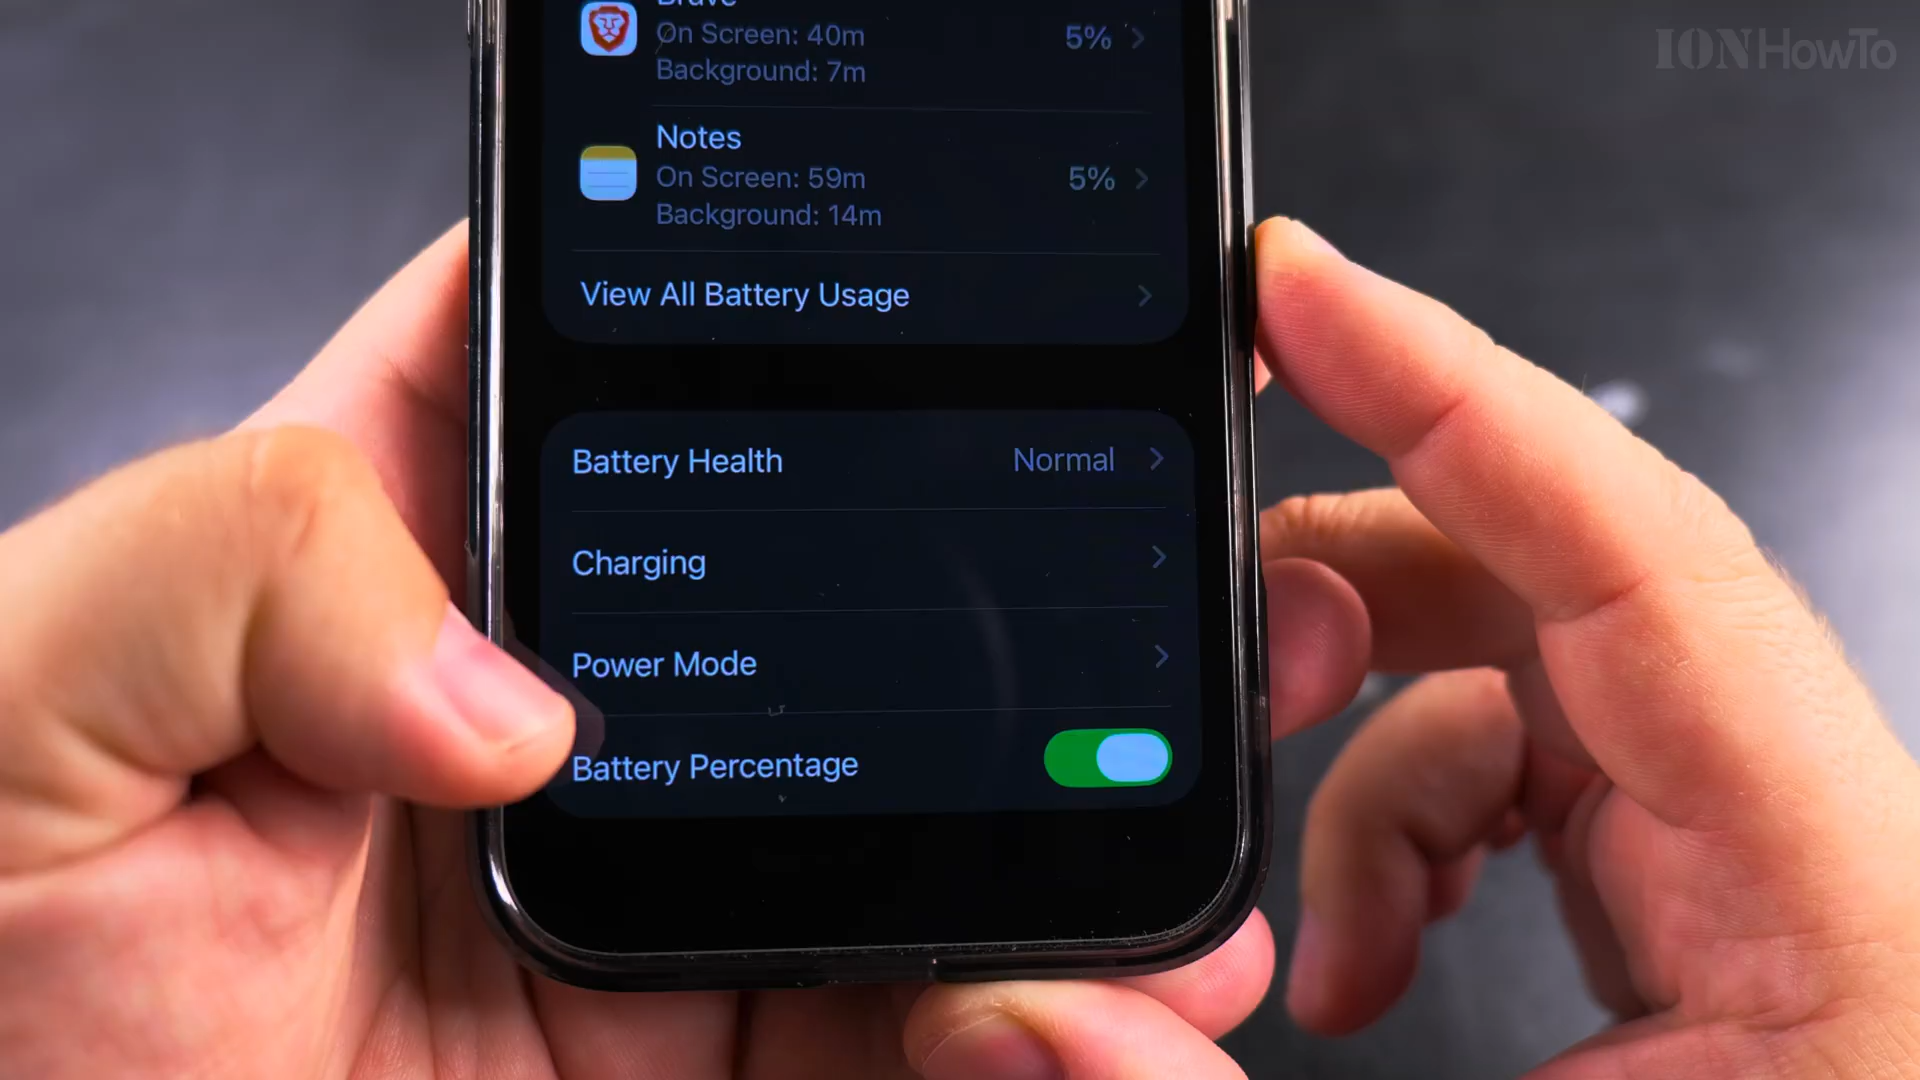 IONHowTo
Brave
On Screen: 40m
5%
Background: 7m
Notes
On Screen: 59m
5%
Background: 14m
View All Battery Usage
Battery Health
Normal
Charging
Power Mode
Battery Percentage